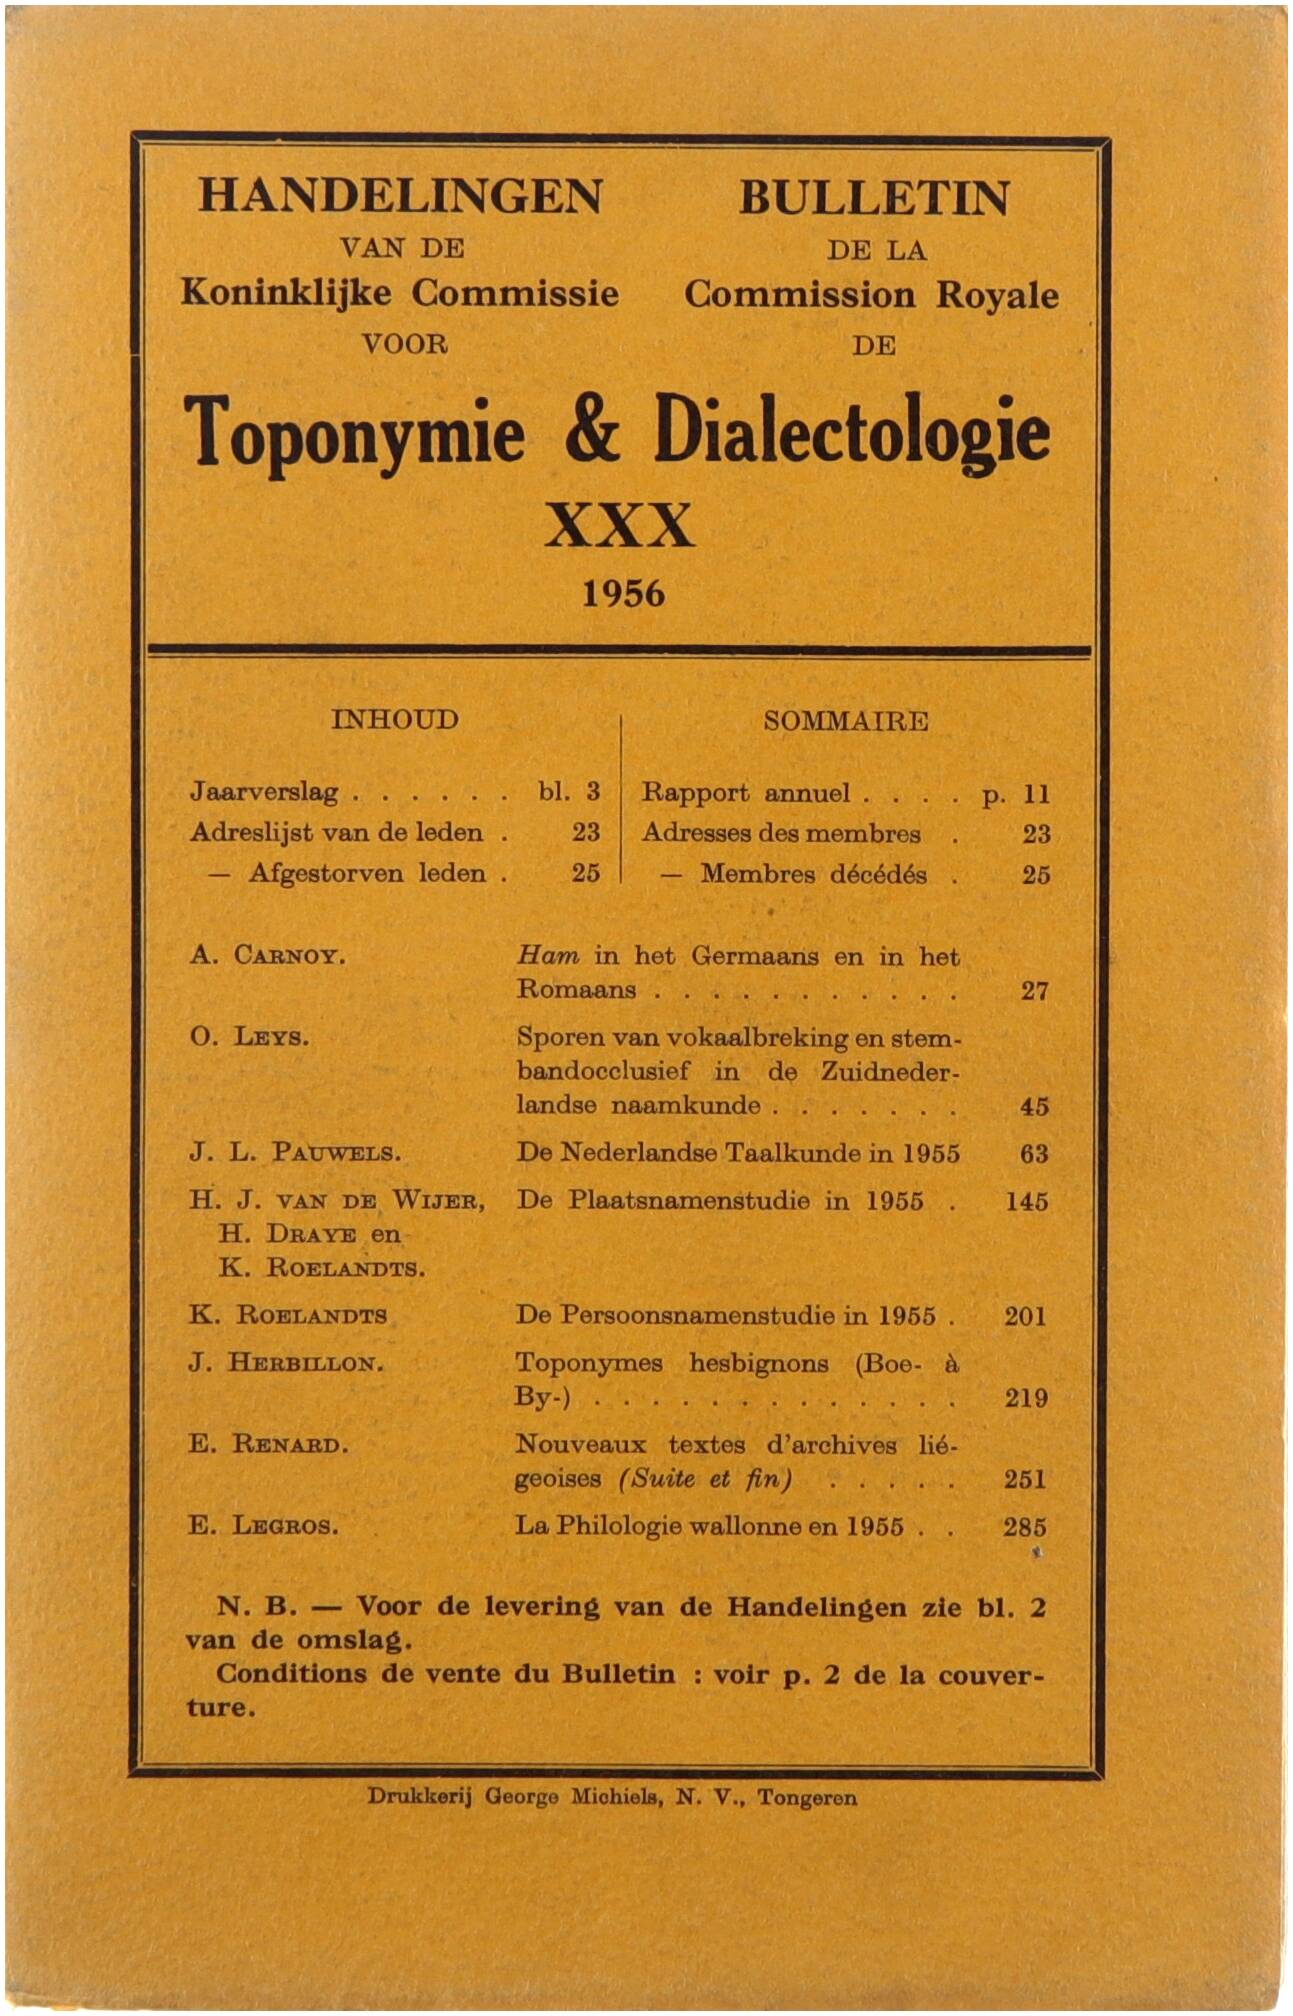 HANDELINGEN
VAN DE
Koninklijke Commissie
VOOR
BULLETIN
DE LA
Commission Royale
DE
Toponymie & Dialectologie
XXX
1956
INHOUD
Jaarverslag . . . . . . bl. 3
Adreslijst van de leden . 23
— Afgestorven leden . 25
SOMMAIRE
Rapport annuel . . . . p. 11
Adresses des membres . 23
— Membres décédés . 25
A. CARNOY. Ham in het Germaans en in het
Romaans . . . . . . . . . . . 27
O. LEYS. Sporen van vokaalbreking en stem-
bandocclusief in de Zuidneder-
landse naamkunde . . . . . . . 45
J. L. PAUWELS. De Nederlandse Taalkunde in 1955 63
H. J. VAN DE WIJER, De Plaatsnamenstudie in 1955 . 145
H. DRAYE en
K. ROELANDTS.
K. ROELANDTS De Persoonsnamenstudie in 1955 . 201
J. HERBILLON. Toponymes hesbignons (Boe- à
By-) . . . . . . . . . . . . . 219
E. RENARD. Nouveaux textes d'archives lié-
geoises (Suite et fin) . . . . . 251
E. LEGROS. La Philologie wallonne en 1955 . . 285
N. B. — Voor de levering van de Handelingen zie bl. 2
van de omslag.
Conditions de vente du Bulletin : voir p. 2 de la couver-
ture.
Drukkerij George Michiels, N. V., Tongeren